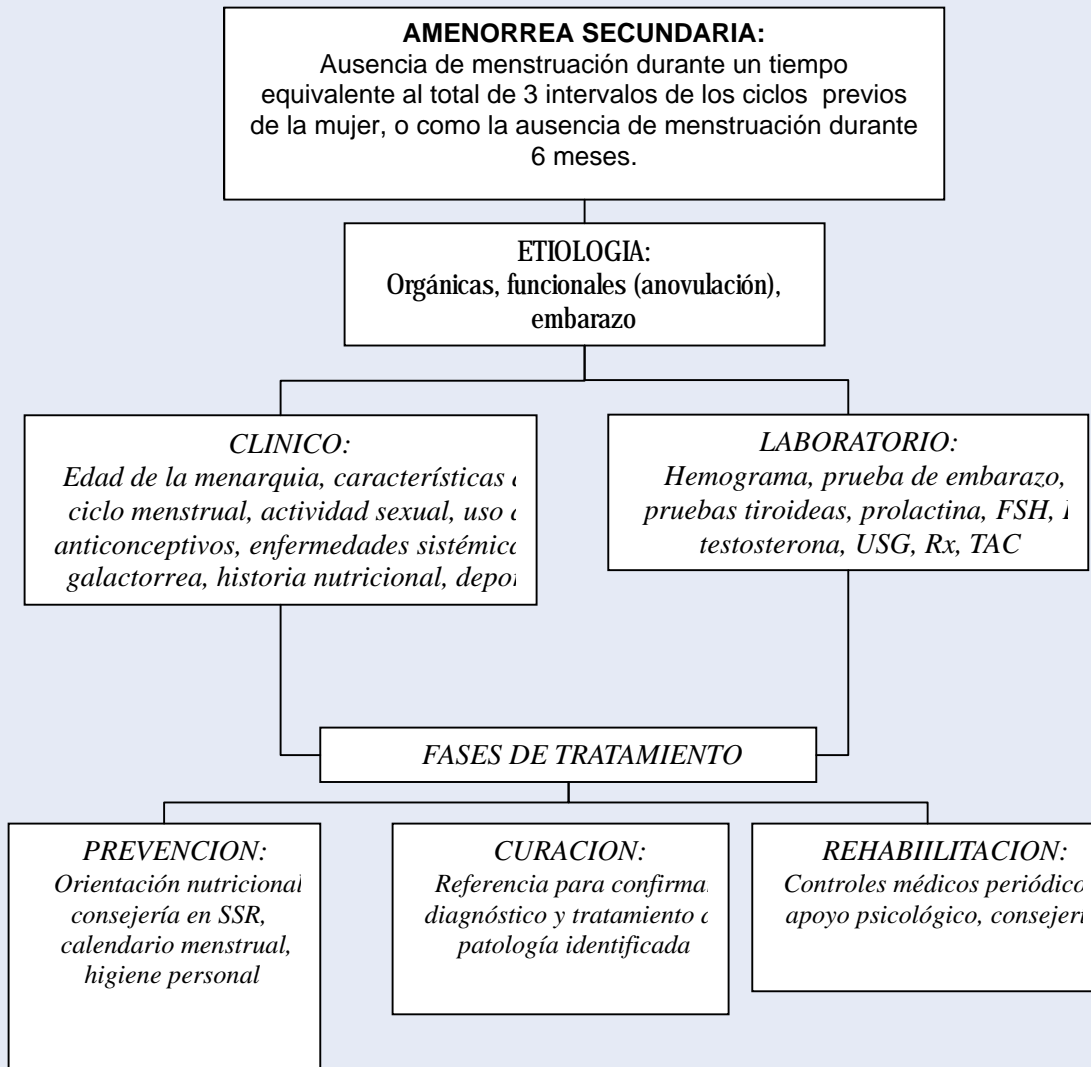 AMENORREA SECUNDARIA:
Ausencia de menstruación durante un tiempo
equivalente al total de 3 intervalos de los ciclos previos
de la mujer, o como la ausencia de menstruación durante
6 meses.
ETIOLOGIA:
Orgánicas, funcionales (anovulación),
embarazo
CLINICO:
Edad de la menarquia, características
ciclo menstrual, actividad sexual, uso
anticonceptivos, enfermedades
galactorrea, historia nutricional,
LABORATORIO:
Hemograma, prueba de embarazo,
pruebas tiroideas, prolactina, FSH,
testosterona, USG, Rx, TAC
FASES DE TRATAMIENTO
PREVENCION:
Orientación nutricional
consejería en SSR,
calendario menstrual,
higiene personal
CURACION:
Referencia para
diagnóstico y tratamiento
patología identificada
REHABIILITACION:
Controles médicos
apoyo psicológico,